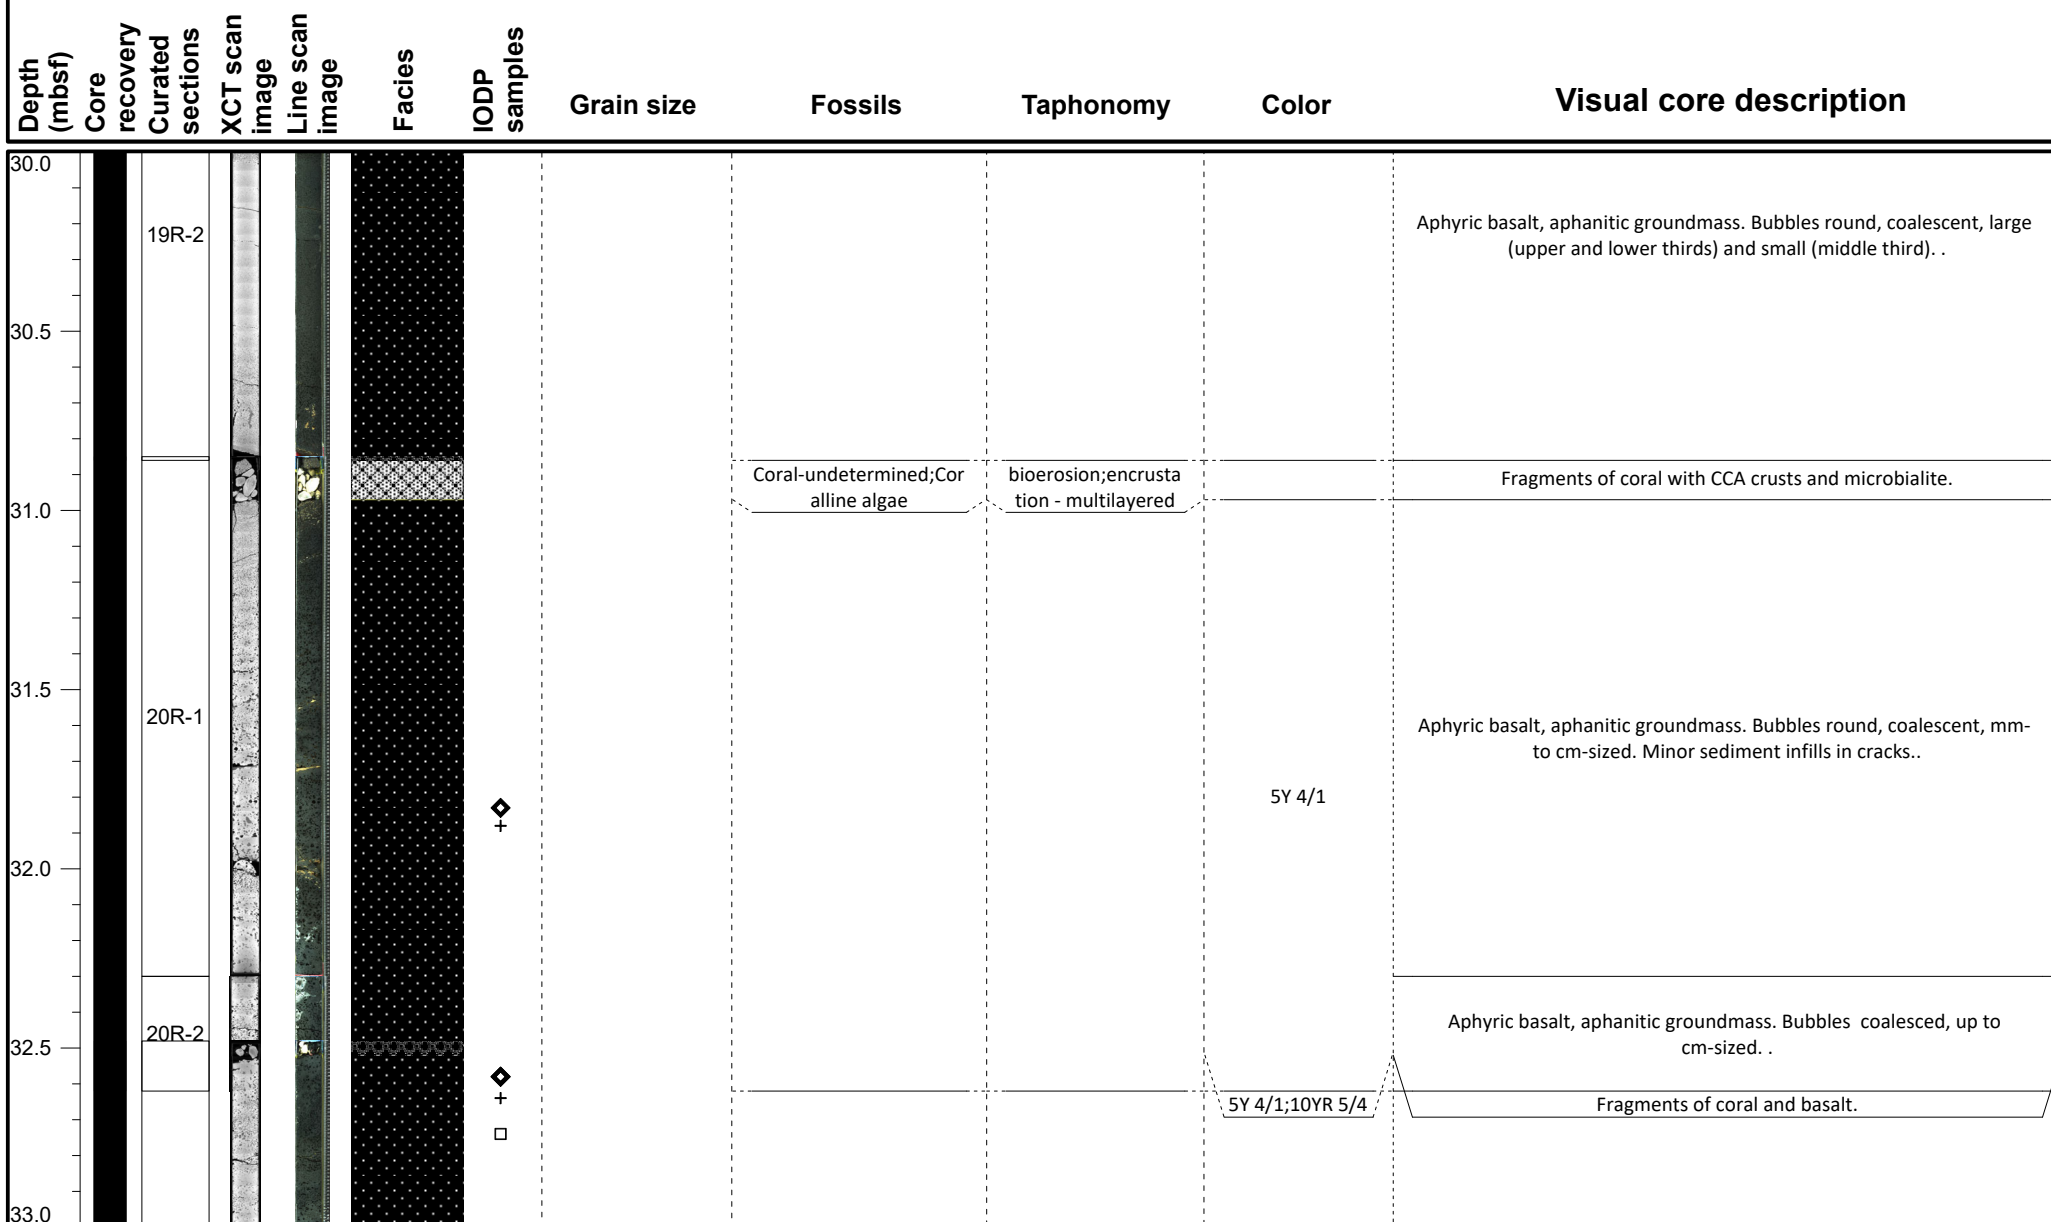 Depth
(mbsf)
Core
recovery
Curated
sections
XCT scan
image
Line scan
image
Facies
IODP
samples
Grain size
Fossils
Taphonomy
Color
Visual core description
30.0
19R-2
Aphyric basalt, aphanitic groundmass. Bubbles round, coalescent, large
(upper and lower thirds) and small (middle third). .
30.5
Coral-undetermined;Cor
alline algae
bioerosion;encrusta
tion - multilayered
Fragments of coral with CCA crusts and microbialite.
31.0
31.5
20R-1
Aphyric basalt, aphanitic groundmass. Bubbles round, coalescent, mm-
to cm-sized. Minor sediment infills in cracks..
5Y 4/1
32.0
20R-2
Aphyric basalt, aphanitic groundmass. Bubbles  coalesced, up to
cm-sized. .
32.5
5Y 4/1;10YR 5/4
Fragments of coral and basalt.
33.0